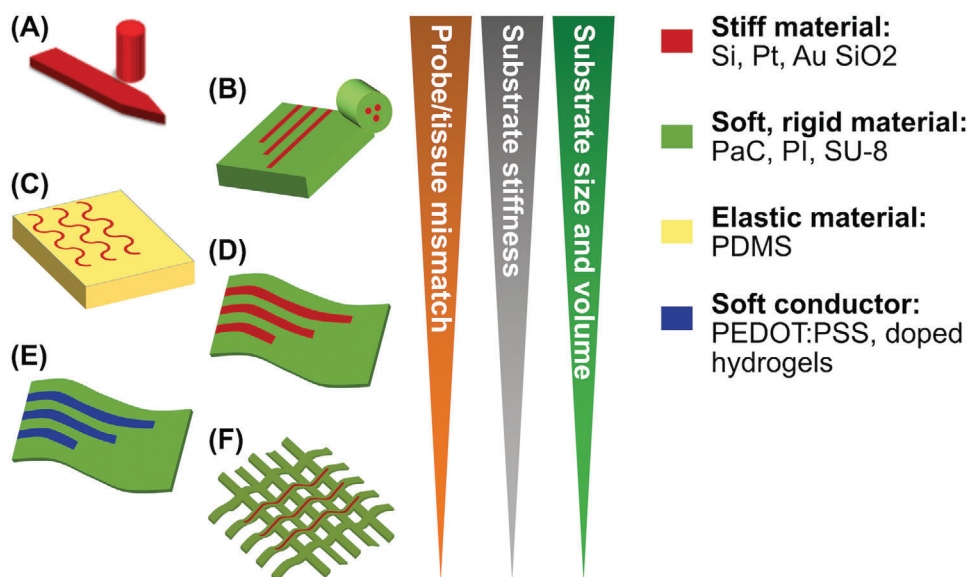 (A)
(B)
(C)
(D)
(E)
(F)
Probe/tissue mismatch
Substrate stiffness
Substrate size and volume
Stiff material:
Si, Pt, Au SiO2
Soft, rigid material:
PaC, PI, SU-8
Elastic material:
PDMS
Soft conductor:
PEDOT:PSS, doped
hydrogels